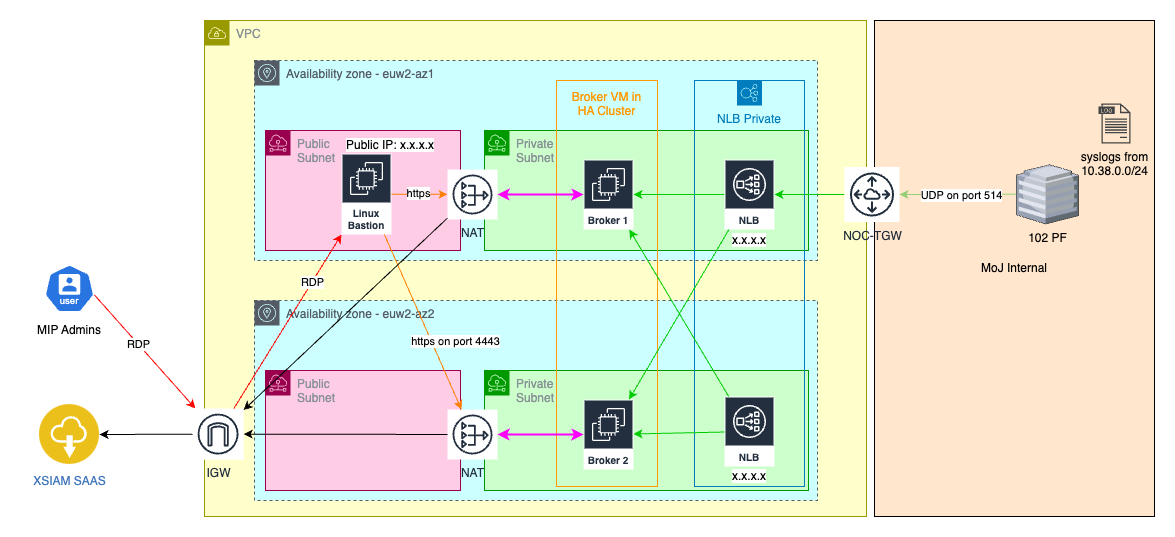 VPC
Availability zone - euw2-az1
Broker VM in
HA Cluster
NLB Private
Public
Subnet
Public IP: x.x.x.x
Private
Subnet
LOG
syslogs from
10.38.0.0/24
https
Linux
Bastion
NAT
Broker 1
NLB
x.x.x.x
NOC-TGW
UDP on port 514
102 PF
MoJ Internal
user
MIP Admins
RDP
RDP
Availability zone - euw2-az2
https on port 4443
Public
Subnet
Private
Subnet
XSIAM SAAS
IGW
NAT
Broker 2
NLB
x.x.x.x